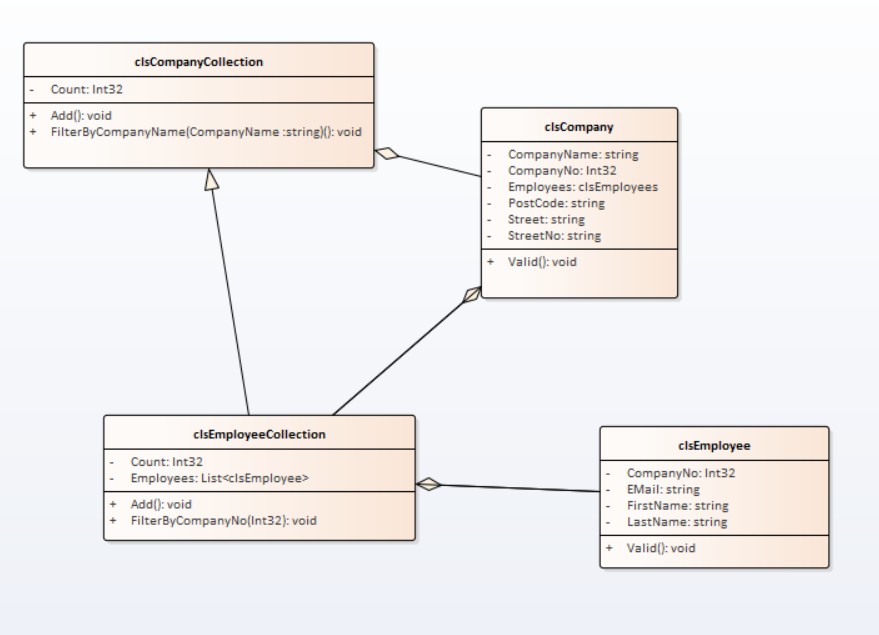 clsCompanyCollection
- Count: Int32
+ Add(): void
+ FilterByCompanyName(CompanyName :string)(): void
clsCompany
- CompanyName: string
- CompanyNo: Int32
- Employees: clsEmployees
- PostCode: string
- Street: string
- StreetNo: string
+ Valid(): void
clsEmployeeCollection
- Count: Int32
- Employees: List<clsEmployee>
+ Add(): void
+ FilterByCompanyNo(Int32): void
clsEmployee
- CompanyNo: Int32
- EMail: string
- FirstName: string
- LastName: string
+ Valid(): void